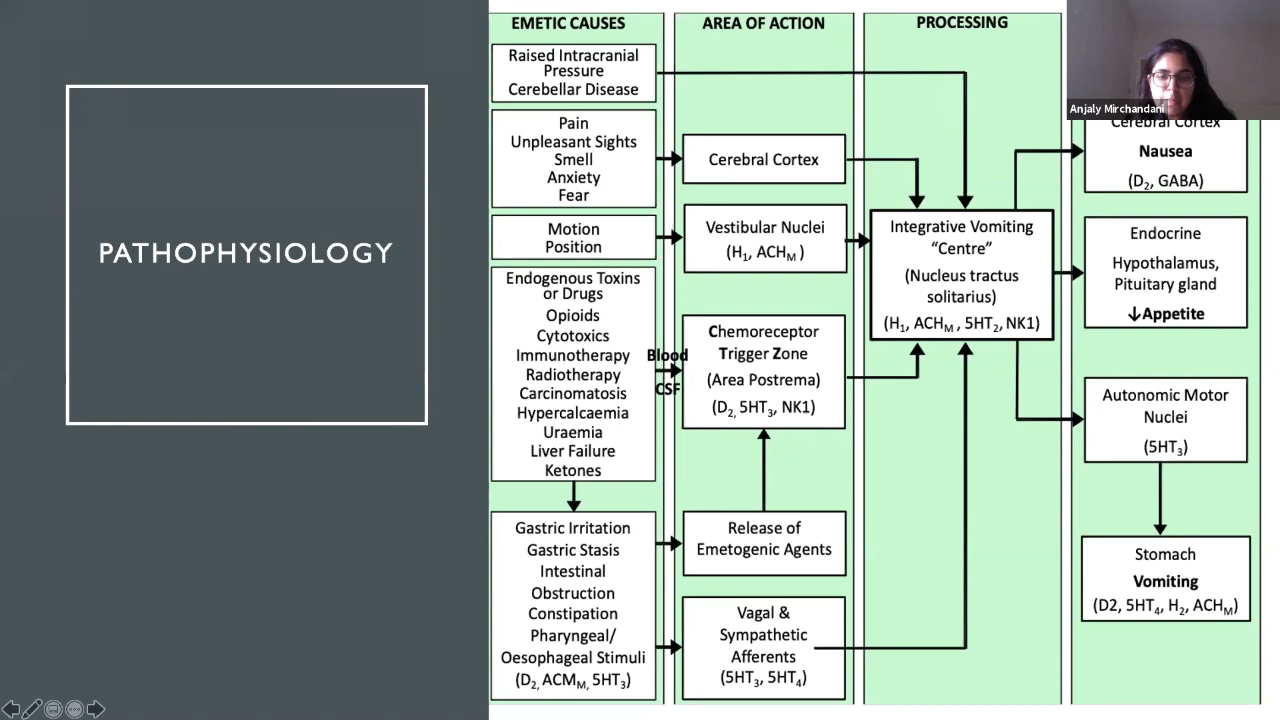 PATHOPHYSIOLOGY
EMETIC CAUSES
Raised Intracranial
Pressure
Cerebellar Disease
Pain
Unpleasant Sights
Smell
Anxiety
Fear
Motion
Position
Endogenous Toxins
or Drugs
Opioids
Cytotoxics
Immunotherapy
Radiotherapy
Carcinomatosis
Hypercalcaemia
Uraemia
Liver Failure
Ketones
Gastric Irritation
Gastric Stasis
Intestinal
Obstruction
Constipation
Pharyngeal/
Oesophageal Stimuli
(D2, ACMM, 5HT3)
Blood
CSF
AREA OF ACTION
Cerebral Cortex
Vestibular Nuclei
(H1, ACHM )
Chemoreceptor
Trigger Zone
(Area Postrema)
(D2, 5HT3, NK1)
Release of
Emetogenic Agents
Vagal &
Sympathetic
Afferents
(5HT3, 5HT4)
PROCESSING
Integrative Vomiting
“Centre”
(Nucleus tractus
solitarius)
(H1, ACHM , 5HT2, NK1)
Anjaly Mirchandani
Cerebral Cortex
Nausea
(D2, GABA)
Endocrine
Hypothalamus,
Pituitary gland
↓Appetite
Autonomic Motor
Nuclei
(5HT3)
Stomach
Vomiting
(D2, 5HT4, H2, ACHM)